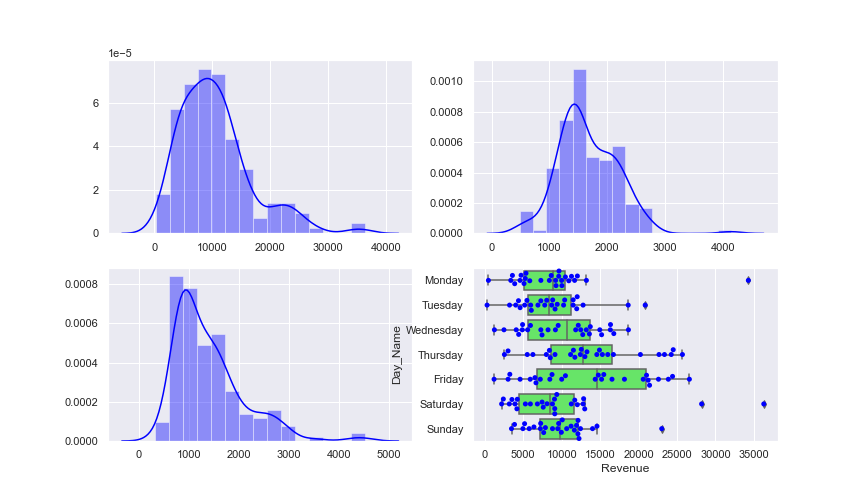 1e−5
6
4
2
0
0 10000 20000 30000 40000
0.0010
0.0008
0.0006
0.0004
0.0002
0.0000
0 1000 2000 3000 4000
0.0008
0.0006
0.0004
0.0002
0.0000
0 1000 2000 3000 4000 5000
Day_Name
Monday
Tuesday
Wednesday
Thursday
Friday
Saturday
Sunday
0 5000 10000 15000 20000 25000 30000 35000
Revenue